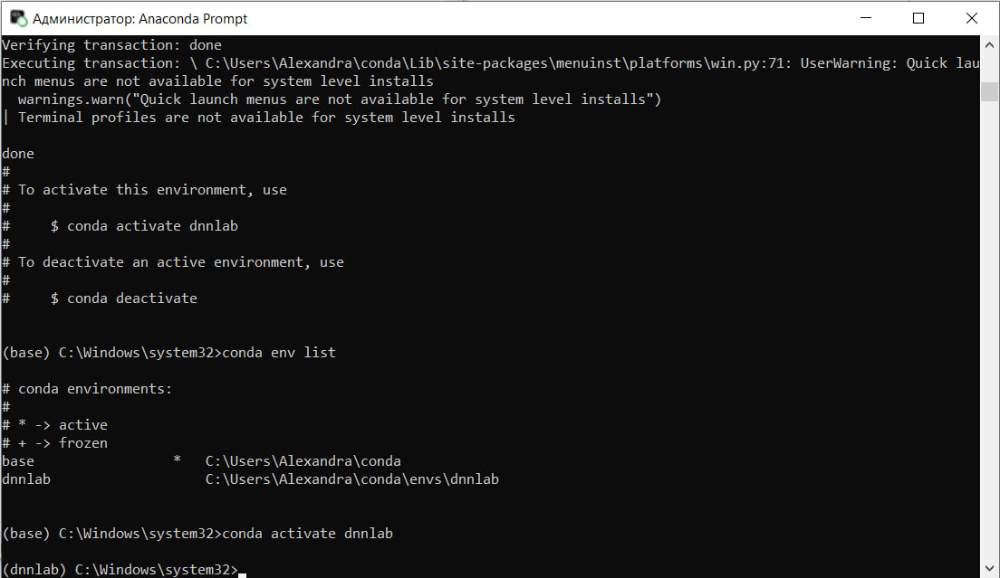 Администратор: Anaconda Prompt
Verifying transaction: done
Executing transaction: \ C:\Users\Alexandra\conda\Lib\site-packages\menuinst\platforms\win.py:71: UserWarning: Quick lau
nch menus are not available for system level installs
  warnings.warn("Quick launch menus are not available for system level installs")
| Terminal profiles are not available for system level installs
done
#
# To activate this environment, use
#
#     $ conda activate dnnlab
#
# To deactivate an active environment, use
#
#     $ conda deactivate
(base) C:\Windows\system32>conda env list
# conda environments:
#
# * -> active
# + -> frozen
base                 *   C:\Users\Alexandra\conda
dnnlab                   C:\Users\Alexandra\conda\envs\dnnlab
(base) C:\Windows\system32>conda activate dnnlab
(dnnlab) C:\Windows\system32>